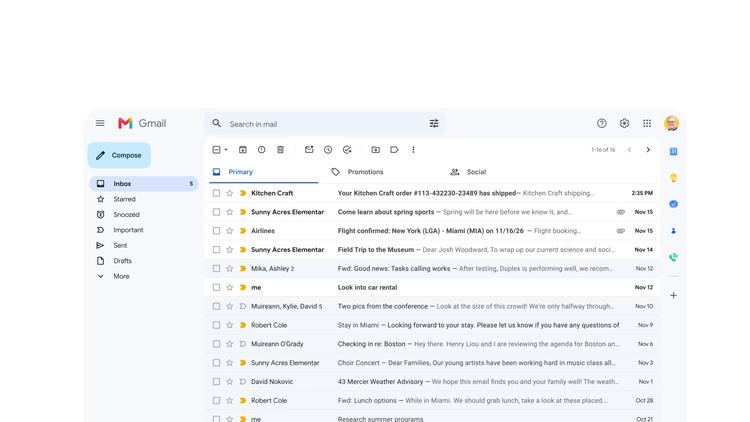 Gmail
Search in mail
Compose
1-16 of 16
Inbox 5
Primary
Promotions
Social
Starred
Snoozed
Important
Sent
Drafts
More
Kitchen Craft Your Kitchen Craft order #113-432230-23489 has shipped— Kitchen Craft shipping… 2:35 PM
Sunny Acres Elementar Come learn about spring sports — Spring will be here before we know it, and… Nov 15
Airlines Flight confirmed: New York (LGA) - Miami (MIA) on 11/16/26 — Flight booking… Nov 15
Sunny Acres Elementar Field Trip to the Museum — Dear Josh Woodward, To wrap up our current science and soci… Nov 14
Mika, Ashley 2 Fwd: Good news: Tasks calling works — After testing, Duplex is performing well, we recom… Nov 12
me Look into car rental Nov 12
Muireann, Kylie, David 5 Two pics from the conference — Look at the size of this crowd! We're only halfway through… Nov 10
Robert Cole Stay in Miami — Looking forward to your stay. Please let us know if you have any questions of Nov 9
Muireann O'Grady Checking in re: Boston — Hey there. Henry Liou and I are reviewing the agenda for Boston an… Nov 6
Sunny Acres Elementar Choir Concert — Dear Families, Our young artists have been working hard in music class all… Nov 3
David Nokovic 43 Mercer Weather Advisory — We hope this email finds you and your family well! The weath… Nov 1
Robert Cole Fwd: Lunch options — While in Miami. We should grab lunch, take a look at these placed… Oct 28
me Research summer programs Oct 21